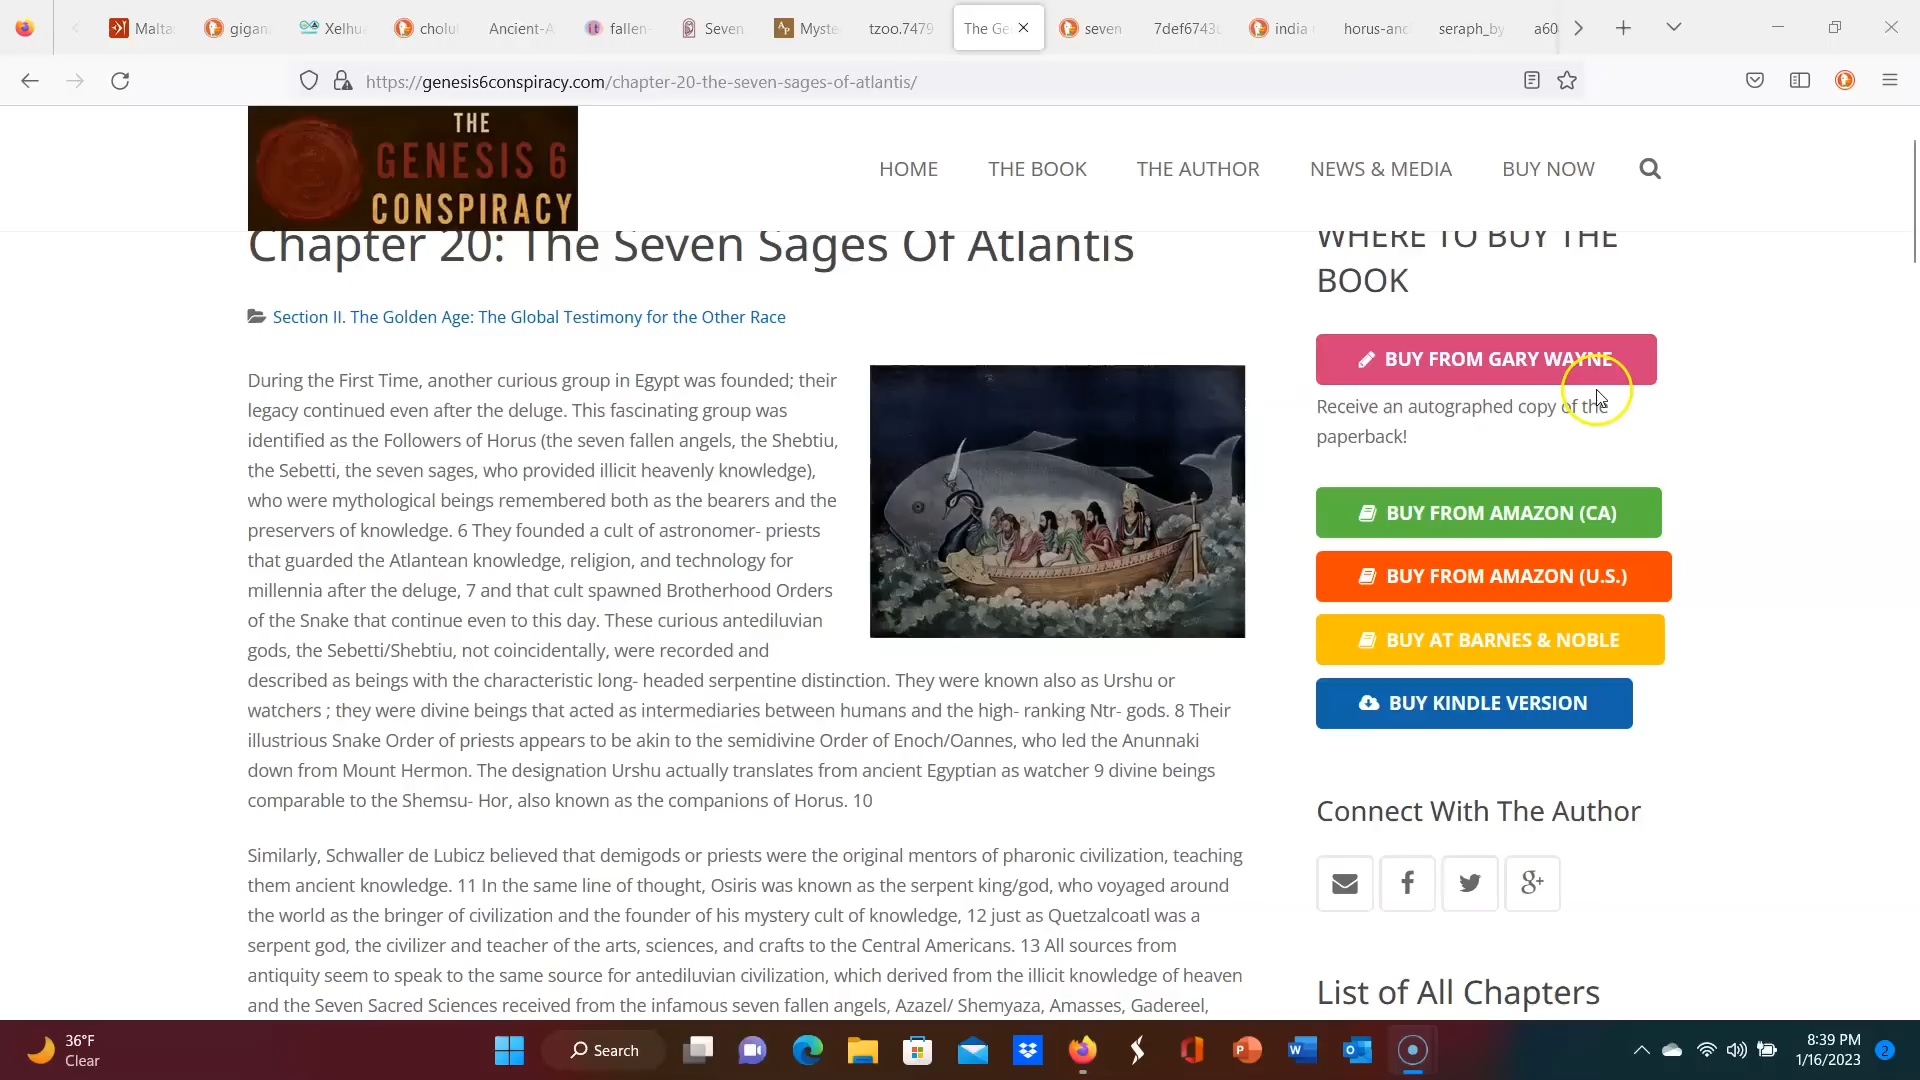 Malta
gigan
Xelhua
cholu
Ancient-A
fallen-
Seven
Myste
tzoo.7479
The Ge
seven
7def6743
india
horus-anc
seraph_by
a60
https://genesis6conspiracy.com/chapter-20-the-seven-sages-of-atlantis/
THE
GENESIS 6
CONSPIRACY
HOME
THE BOOK
THE AUTHOR
NEWS & MEDIA
BUY NOW
Chapter 20: The Seven Sages Of Atlantis
Section II. The Golden Age: The Global Testimony for the Other Race
During the First Time, another curious group in Egypt was founded; their
legacy continued even after the deluge. This fascinating group was
identified as the Followers of Horus (the seven fallen angels, the Shebtiu,
the Sebetti, the seven sages, who provided illicit heavenly knowledge),
who were mythological beings remembered both as the bearers and the
preservers of knowledge. 6 They founded a cult of astronomer- priests
that guarded the Atlantean knowledge, religion, and technology for
millennia after the deluge, 7 and that cult spawned Brotherhood Orders
of the Snake that continue even to this day. These curious antediluvian
gods, the Sebetti/Shebtiu, not coincidentally, were recorded and
described as beings with the characteristic long- headed serpentine distinction. They were known also as Urshu or
watchers ; they were divine beings that acted as intermediaries between humans and the high- ranking Ntr- gods. 8 Their
illustrious Snake Order of priests appears to be akin to the semidivine Order of Enoch/Oannes, who led the Anunnaki
down from Mount Hermon. The designation Urshu actually translates from ancient Egyptian as watcher 9 divine beings
comparable to the Shemsu- Hor, also known as the companions of Horus. 10
Similarly, Schwaller de Lubicz believed that demigods or priests were the original mentors of pharonic civilization, teaching
them ancient knowledge. 11 In the same line of thought, Osiris was known as the serpent king/god, who voyaged around
the world as the bringer of civilization and the founder of his mystery cult of knowledge, 12 just as Quetzalcoatl was a
serpent god, the civilizer and teacher of the arts, sciences, and crafts to the Central Americans. 13 All sources from
antiquity seem to speak to the same source for antediluvian civilization, which derived from the illicit knowledge of heaven
and the Seven Sacred Sciences received from the infamous seven fallen angels, Azazel/ Shemyaza, Amasses, Gadereel,
WHERE TO BUY THE
BOOK
BUY FROM GARY WAYNE
Receive an autographed copy of the
paperback!
BUY FROM AMAZON (CA)
BUY FROM AMAZON (U.S.)
BUY AT BARNES & NOBLE
BUY KINDLE VERSION
Connect With The Author
List of All Chapters
36°F
Clear
Search
8:39 PM
1/16/2023
2